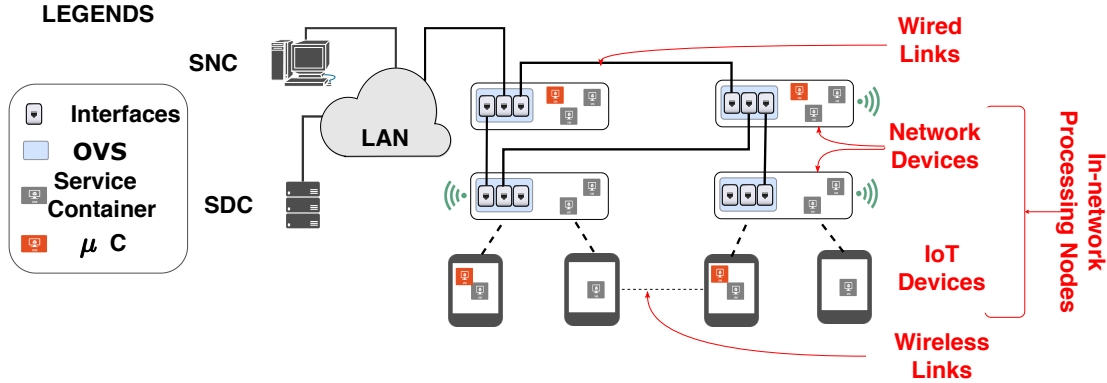 LEGENDS
Interfaces
OVS
Service
Container
μ C
SNC
SDC
LAN
Wired
Links
Network
Devices
IoT
Devices
Wireless
Links
In-network
Processing Nodes